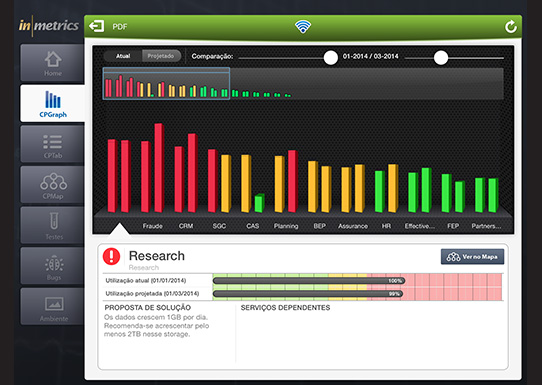 inmetrics
PDF
Home
CPGraph
CPTab
CPMap
Testes
Bugs
Ambiente
Atual
Projetado
Comparação:
01-2014 / 03-2014
Fraude
CRM
SGC
CAS
Planning
BEP
Assurance
HR
Effective...
FEP
Partners...
Research
Research
Ver no Mapa
Utilização atual (01/01/2014)
100%
Utilização projetada (01/03/2014)
99%
PROPOSTA DE SOLUÇÃO
Os dados crescem 1GB por dia.
Recomenda-se acrescentar pelo
menos 2TB nesse storage.
SERVIÇOS DEPENDENTES